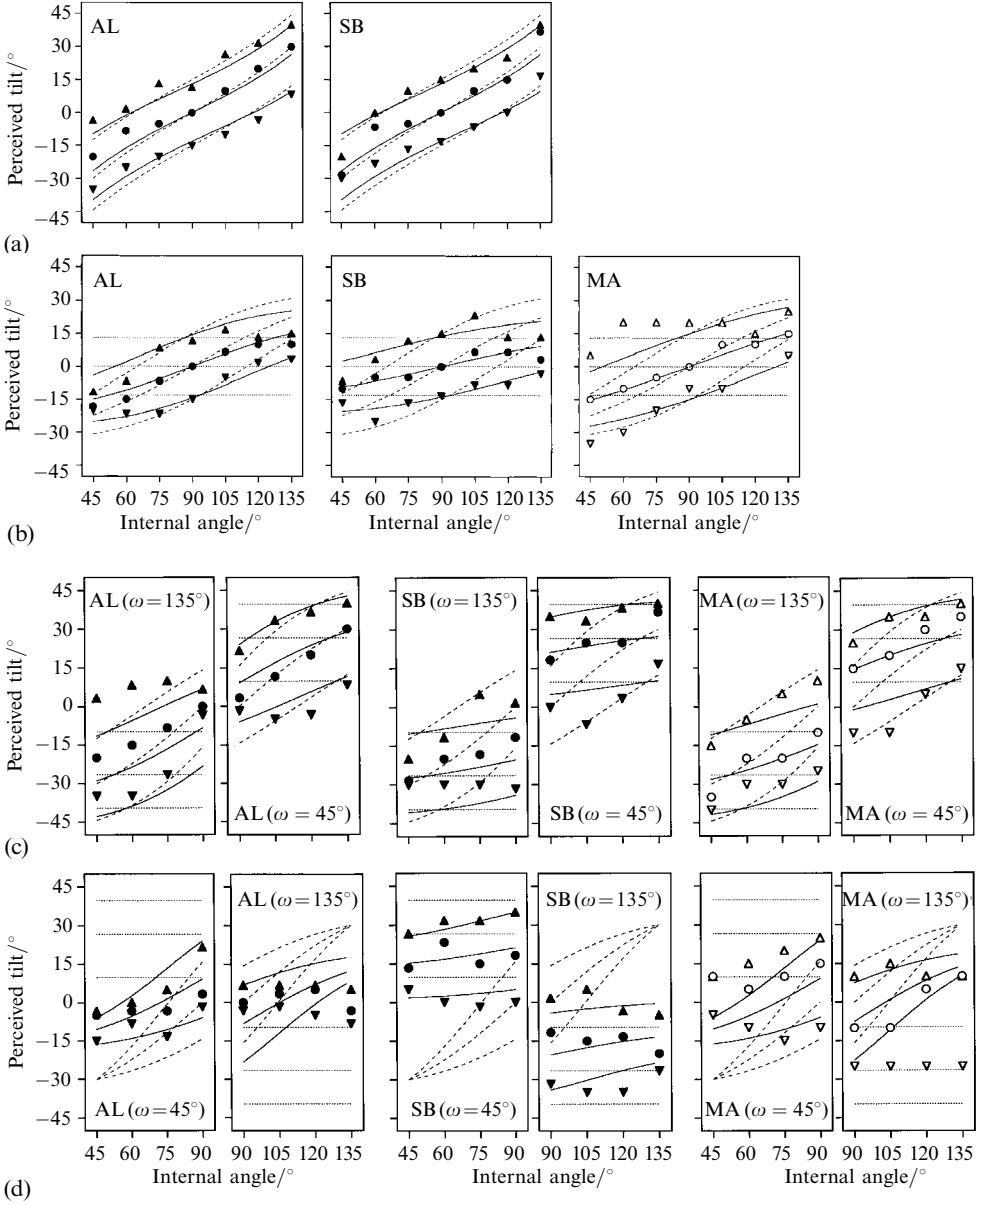 AL SB
Perceived tilt/°
45
30
15
0
−15
−30
−45
(a)
AL SB MA
Perceived tilt/°
45
30
15
0
−15
−30
−45
45 60 75 90 105 120 135 45 60 75 90 105 120 135 45 60 75 90 105 120 135
Internal angle/° Internal angle/° Internal angle/°
(b)
AL (ω = 135°) SB (ω = 135°) MA (ω = 135°)
Perceived tilt/°
45
30
15
0
−15
−30
−45
AL (ω = 45°) SB (ω = 45°) MA (ω = 45°)
(c)
AL (ω = 135°) SB (ω = 135°) MA (ω = 135°)
Perceived tilt/°
45
30
15
0
−15
−30
−45
AL (ω = 45°) SB (ω = 45°) MA (ω = 45°)
45 60 75 90 90 105 120 135 45 60 75 90 90 105 120 135 45 60 75 90 90 105 120 135
Internal angle/° Internal angle/° Internal angle/°
(d)